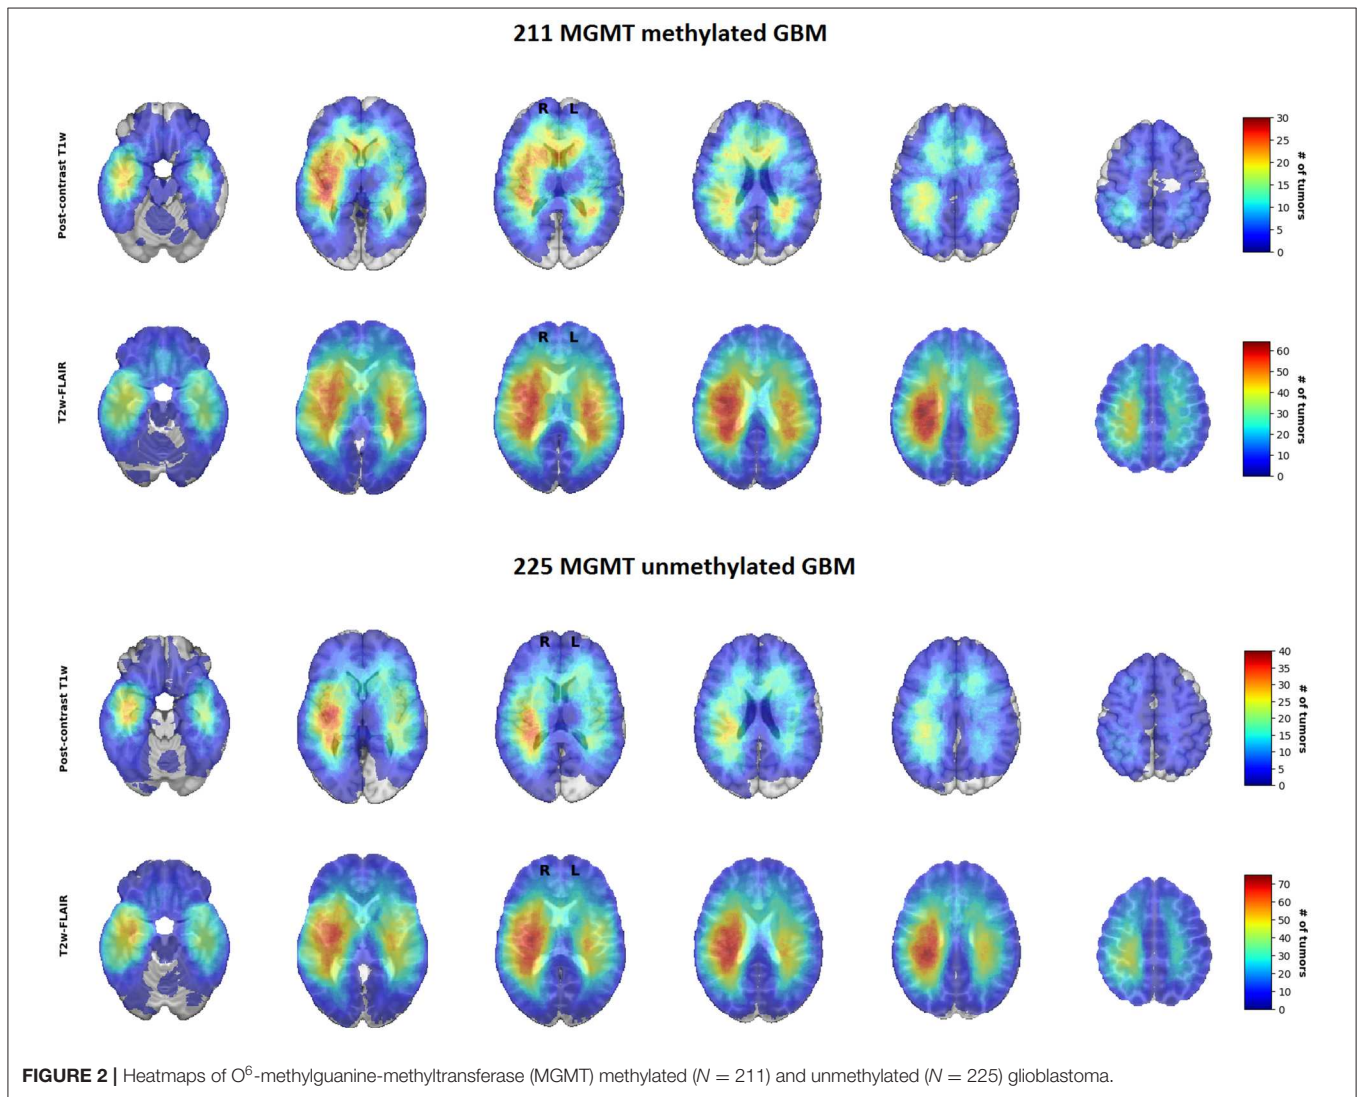 211 MGMT methylated GBM
Post-contrast T1w
R L
30
25
20
15
10
5
0
# of tumors
T2w-FLAIR
R L
60
50
40
30
20
10
0
# of tumors
225 MGMT unmethylated GBM
Post-contrast T1w
R L
40
35
30
25
20
15
10
5
0
# of tumors
T2w-FLAIR
R L
70
60
50
40
30
20
10
0
# of tumors
FIGURE 2 | Heatmaps of O⁶-methylguanine-methyltransferase (MGMT) methylated (N = 211) and unmethylated (N = 225) glioblastoma.